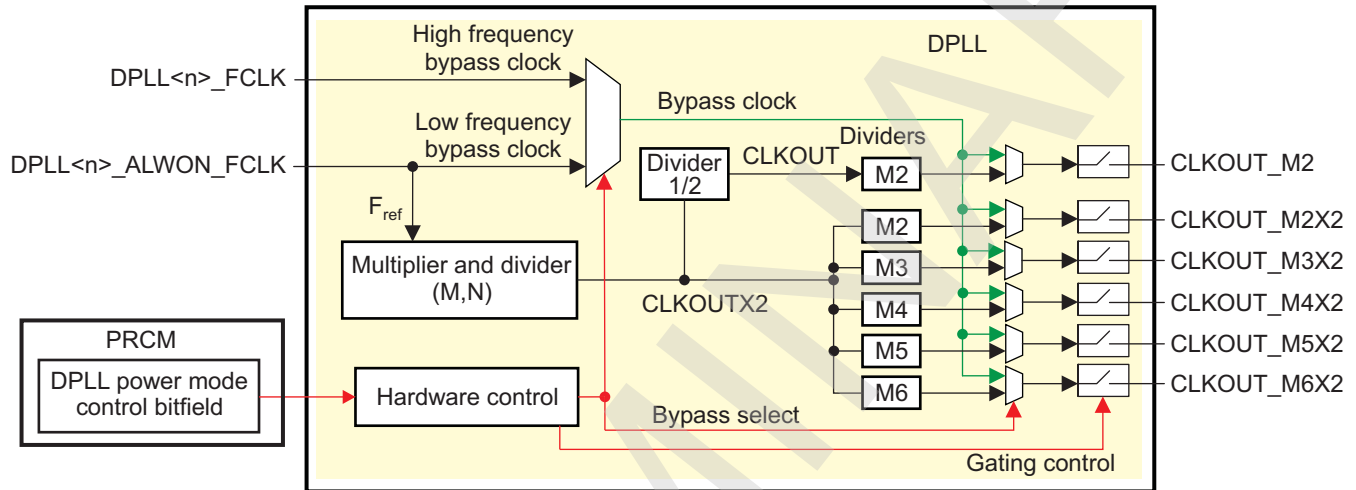 High frequency
bypass clock
DPLL
DPLL<n>_FCLK
Bypass clock
Low frequency
bypass clock
DPLL<n>_ALWON_FCLK
Dividers
CLKOUT
Divider
1/2
M2
CLKOUT_M2
Fref
M2
CLKOUT_M2X2
Multiplier and divider
(M,N)
M3
CLKOUT_M3X2
CLKOUTX2
M4
CLKOUT_M4X2
PRCM
M5
CLKOUT_M5X2
DPLL power mode
control bitfield
Hardware control
M6
CLKOUT_M6X2
Bypass select
Gating control